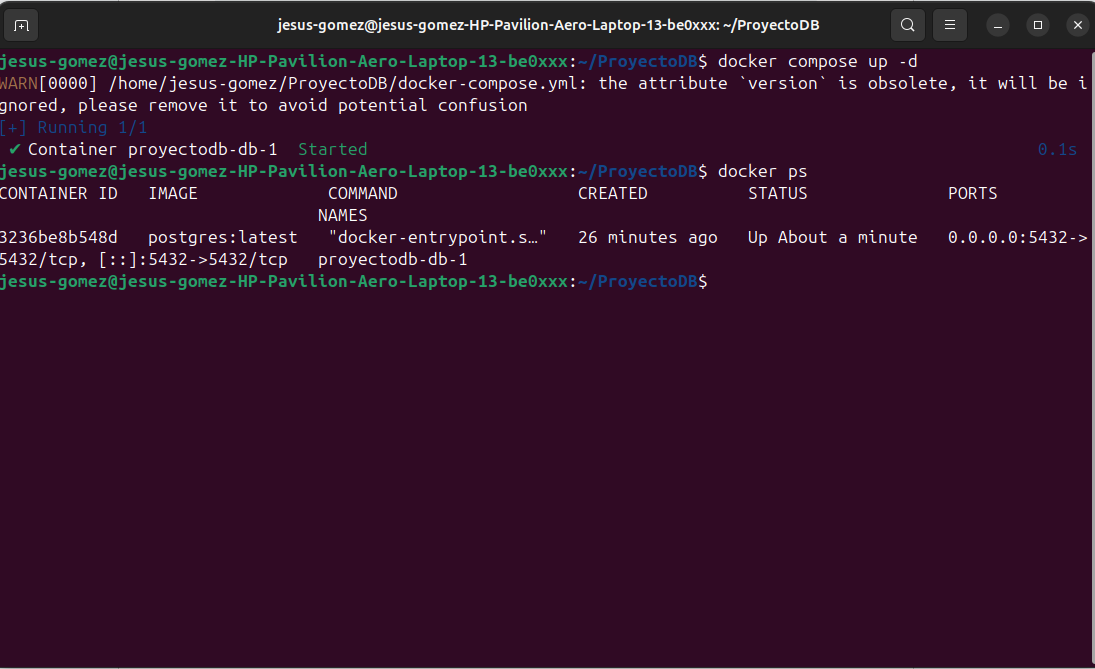 jesus-gomez@jesus-gomez-HP-Pavilion-Aero-Laptop-13-be0xxx: ~/ProyectoDB
jesus-gomez@jesus-gomez-HP-Pavilion-Aero-Laptop-13-be0xxx:~/ProyectoDB$ docker compose up -d
WARN[0000] /home/jesus-gomez/ProyectoDB/docker-compose.yml: the attribute `version` is obsolete, it will be i
gnored, please remove it to avoid potential confusion
[+] Running 1/1
✔ Container proyectodb-db-1  Started 0.1s
jesus-gomez@jesus-gomez-HP-Pavilion-Aero-Laptop-13-be0xxx:~/ProyectoDB$ docker ps
CONTAINER ID   IMAGE             COMMAND                  CREATED          STATUS              PORTS
NAMES
3236be8b548d   postgres:latest   "docker-entrypoint.s…"   26 minutes ago   Up About a minute   0.0.0.0:5432->
5432/tcp, [::]:5432->5432/tcp   proyectodb-db-1
jesus-gomez@jesus-gomez-HP-Pavilion-Aero-Laptop-13-be0xxx:~/ProyectoDB$